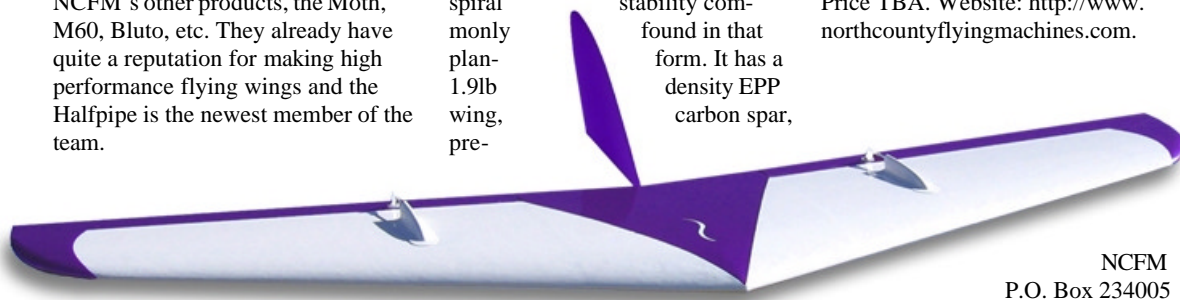 NCFM's other products, the Moth,
M60, Bluto, etc. They already have
quite a reputation for making high
performance flying wings and the
Halfpipe is the newest member of the
team.
spiral stability com-
monly found in that
plan- form. It has a
1.9lb density EPP
wing, carbon spar,
pre-
Price TBA. Website: http://www.
northcountyflyingmachines.com.
NCFM
P.O. Box 234005